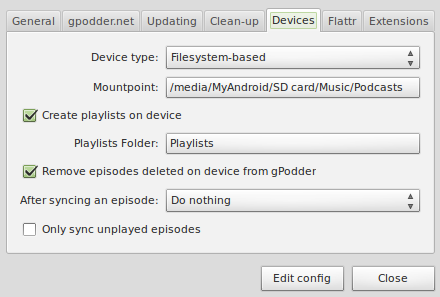 General gpodder.net Updating Clean-up Devices Flattr Extensions
Device type: Filesystem-based
Mountpoint: /media/MyAndroid/SD card/Music/Podcasts
Create playlists on device
Playlists Folder: Playlists
Remove episodes deleted on device from gPodder
After syncing an episode: Do nothing
Only sync unplayed episodes
Edit config Close